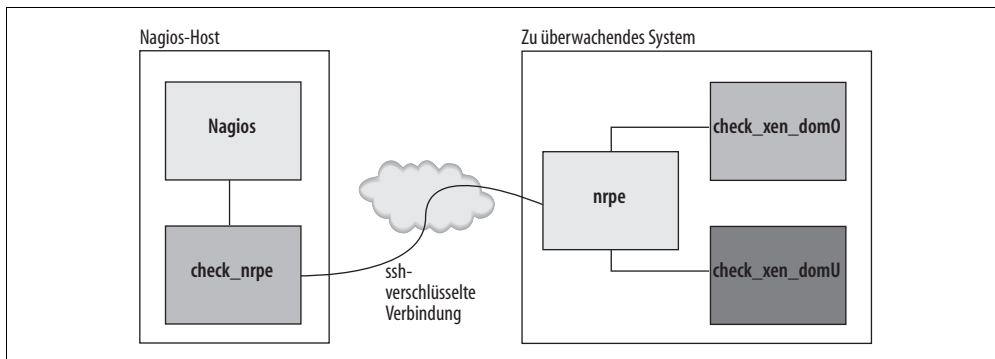 Nagios-Host
Nagios
check_nrpe
ssh-
verschlüsselte
Verbindung
Zu überwachendes System
nrpe
check_xen_dom0
check_xen_domU